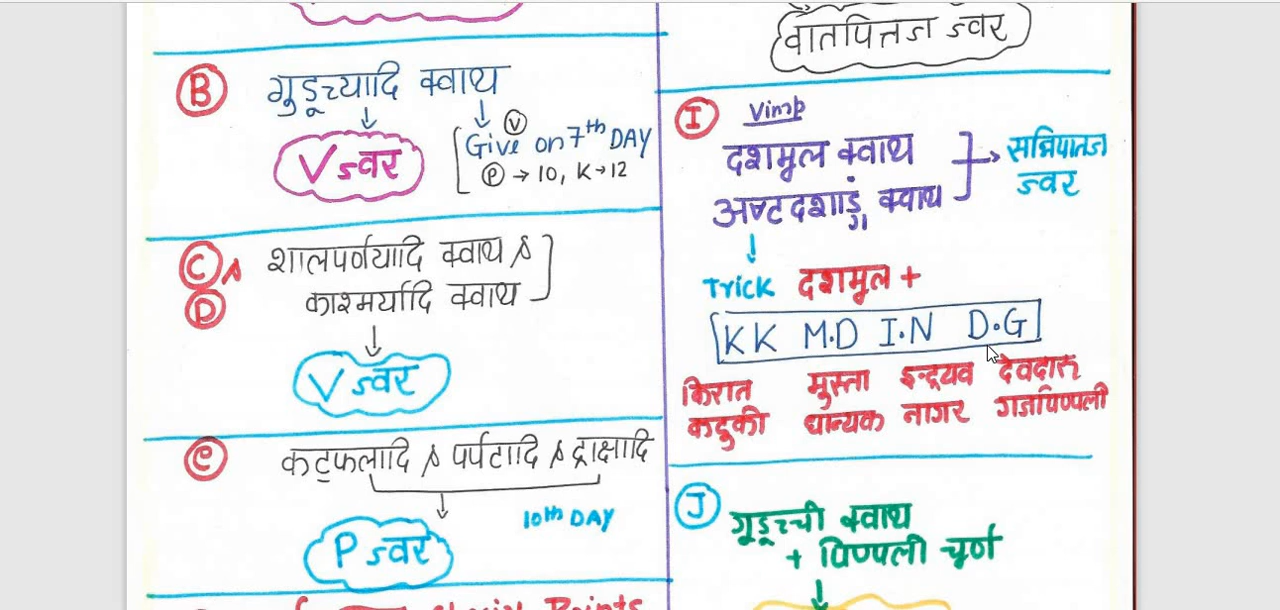 B गुडूच्यादि क्वाथ
V ज्वर
V
Give on 7th DAY
P → 10, K → 12
C / शालपर्णयादि क्वाथ /
D काश्मर्यादि क्वाथ
V ज्वर
e कट्फलादि / पर्पटादि / द्राक्षादि
10th DAY
P ज्वर
Points
वातपित्तज ज्वर
I Vimp
दशमूल क्वाथ
अष्टदशाङ्ग क्वाथ
सन्निपातज
ज्वर
Trick दशमूल +
KK M.D I.N D.G
किरात मुस्ता इन्द्रयव देवदारू
कटुकी धान्यक नागर गजपिप्पली
J गुडूच्ची क्वाथ
+ पिप्पली चूर्ण